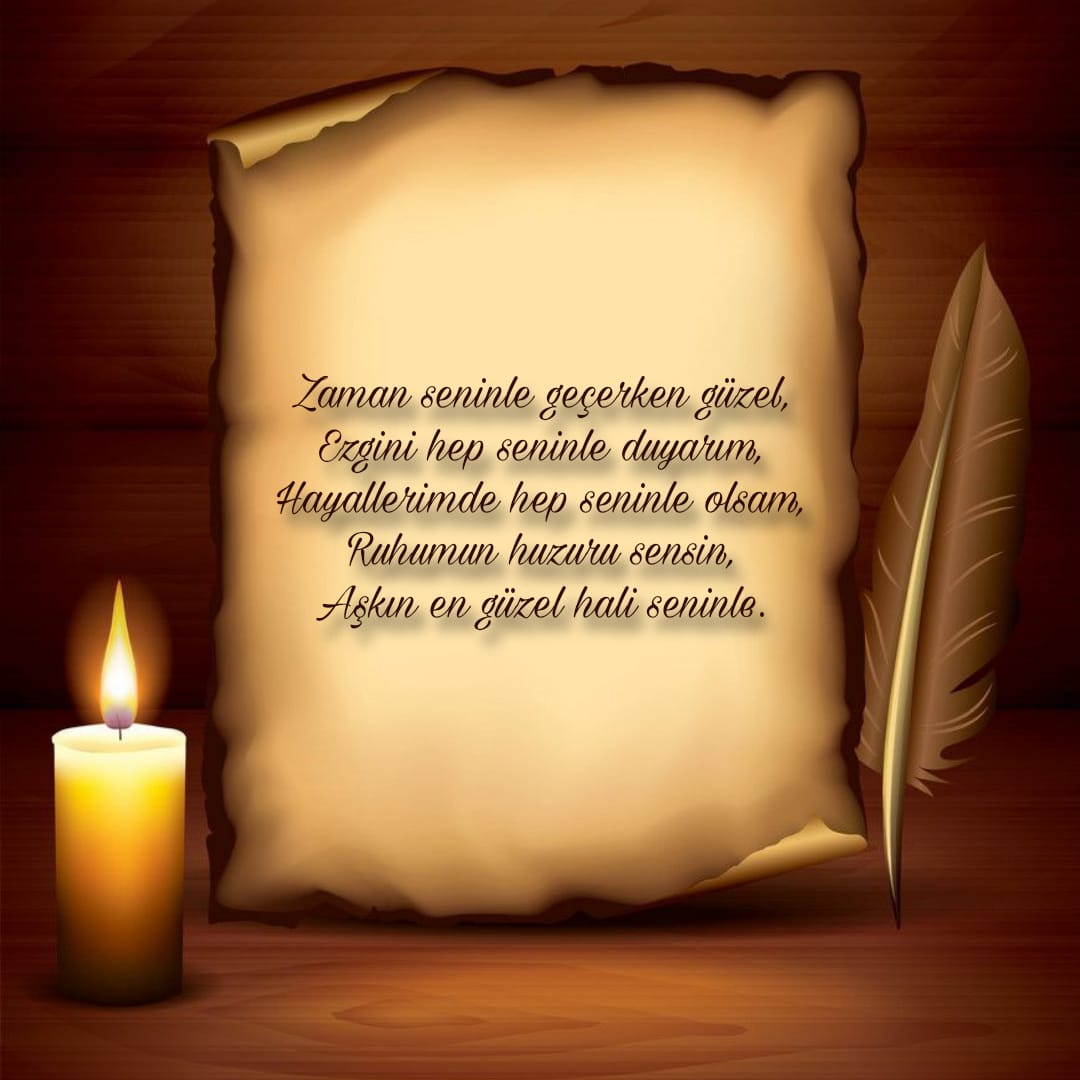 Zaman seninle geçerken güzel,
Ezgini hep seninle duyarım,
Hayallerimde hep seninle olsam,
Ruhumun huzuru sensin,
Aşkın en güzel hali seninle.